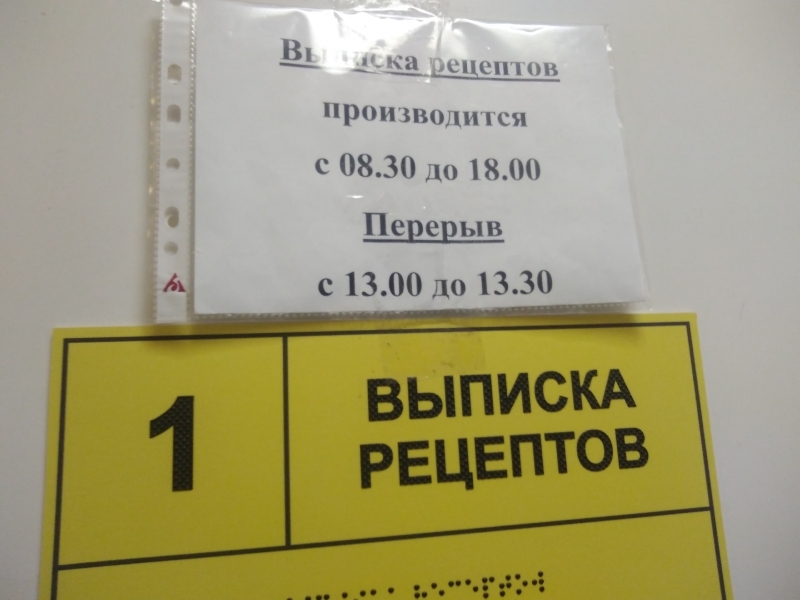 Выписка рецептов
производится
с 08.30 до 18.00
Перерыв
с 13.00 до 13.30
1
ВЫПИСКА
РЕЦЕПТОВ